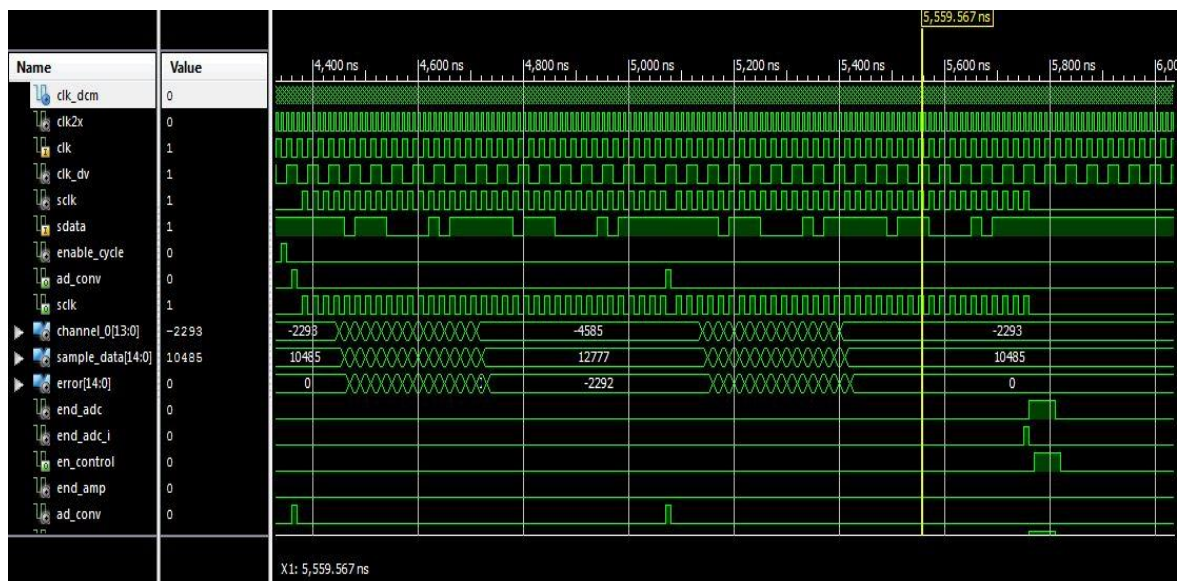 5,559.567 ns
Name Value
4,400 ns 4,600 ns 4,800 ns 5,000 ns 5,200 ns 5,400 ns 5,600 ns 5,800 ns 6,00
clk_dcm 0
clk2x 0
clk 1
clk_dv 1
sclk 1
sdata 1
enable_cycle 0
ad_conv 0
sclk 1
channel_0[13:0] -2293 -2293 -4585 -2293
sample_data[14:0] 10485 10485 12777 10485
error[14:0] 0 0 -2292 0
end_adc 0
end_adc_i 0
en_control 0
end_amp 0
ad_conv 0
X1: 5,559.567 ns